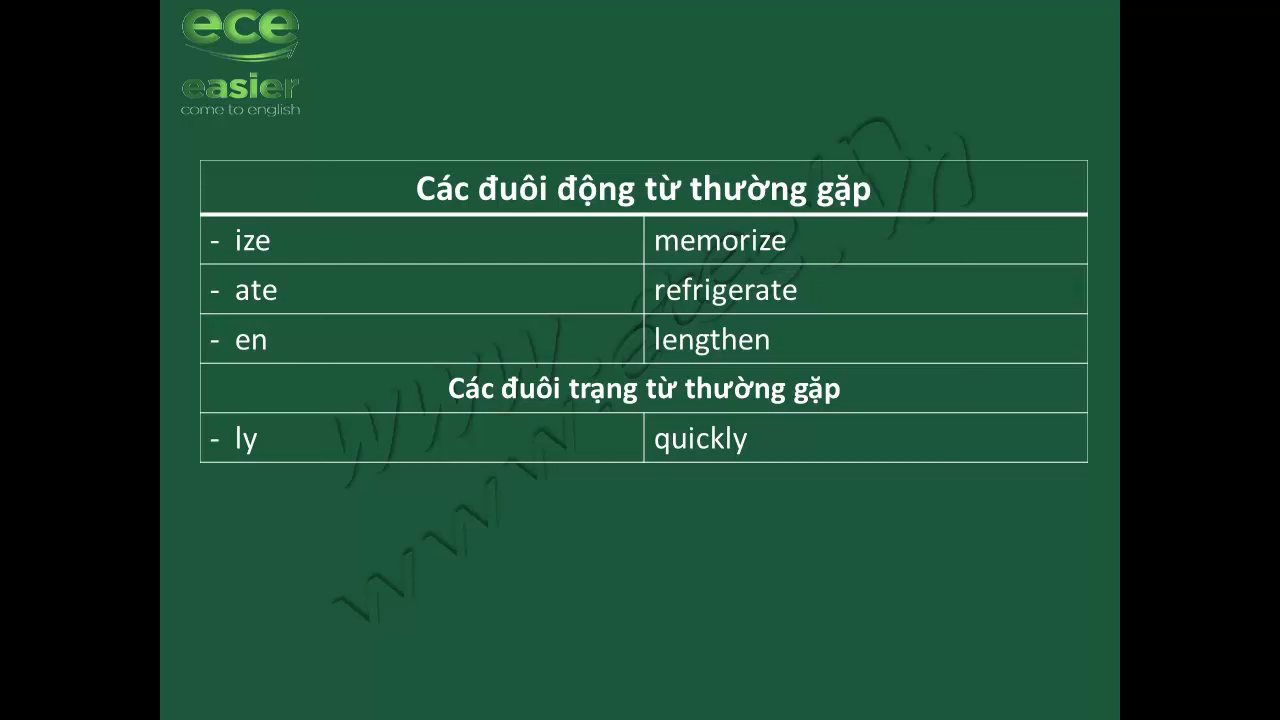 ece
easier
come to english
Các đuôi động từ thường gặp
- ize memorize
- ate refrigerate
- en lengthen
Các đuôi trạng từ thường gặp
- ly quickly